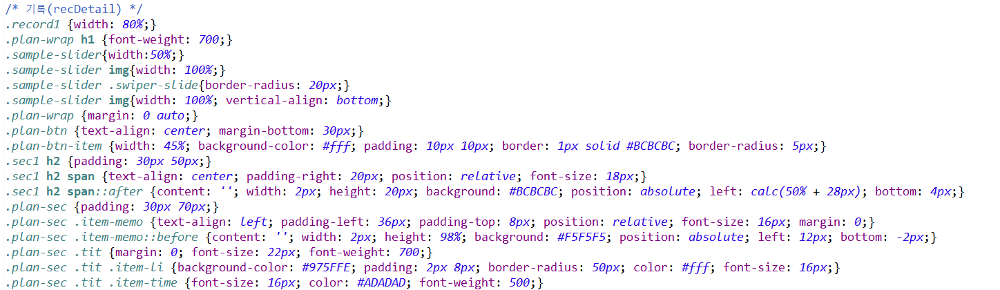 /* 기록(recDetail) */
.record1 {width: 80%;}
.plan-wrap h1 {font-weight: 700;}
.sample-slider{width:50%;}
.sample-slider img{width: 100%;}
.sample-slider .swiper-slide{border-radius: 20px;}
.sample-slider img{width: 100%; vertical-align: bottom;}
.plan-wrap {margin: 0 auto;}
.plan-btn {text-align: center; margin-bottom: 30px;}
.plan-btn-item {width: 45%; background-color: #fff; padding: 10px 10px; border: 1px solid #BCBCBC; border-radius: 5px;}
.sec1 h2 {padding: 30px 50px;}
.sec1 h2 span {text-align: center; padding-right: 20px; position: relative; font-size: 18px;}
.sec1 h2 span::after {content: ''; width: 2px; height: 20px; background: #BCBCBC; position: absolute; left: calc(50% + 28px); bottom: 4px;}
.plan-sec {padding: 30px 70px;}
.plan-sec .item-memo {text-align: left; padding-left: 36px; padding-top: 8px; position: relative; font-size: 16px; margin: 0;}
.plan-sec .item-memo::before {content: ''; width: 2px; height: 98%; background: #F5F5F5; position: absolute; left: 12px; bottom: -2px;}
.plan-sec .tit {margin: 0; font-size: 22px; font-weight: 700;}
.plan-sec .tit .item-li {background-color: #975FFE; padding: 2px 8px; border-radius: 50px; color: #fff; font-size: 16px;}
.plan-sec .tit .item-time {font-size: 16px; color: #ADADAD; font-weight: 500;}